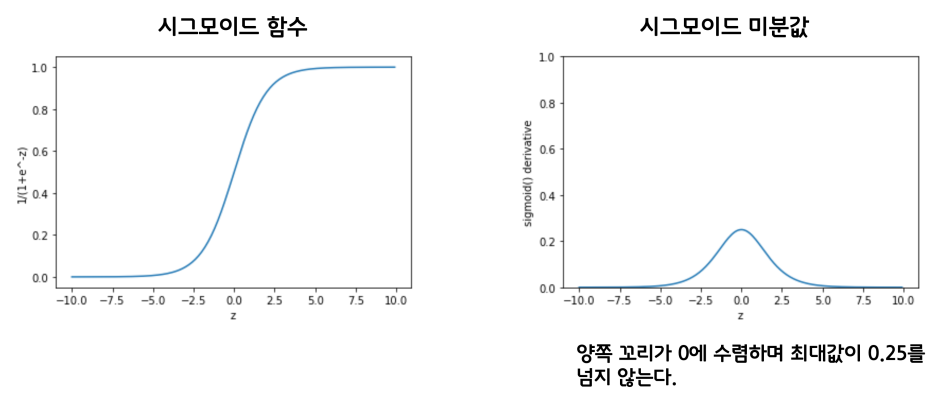 시그모이드 함수
시그모이드 미분값
1/(1+e^-z)
1.0
0.8
0.6
0.4
0.2
0.0
−10.0 −7.5 −5.0 −2.5 0.0 2.5 5.0 7.5 10.0
z
sigmoid() derivative
1.0
0.8
0.6
0.4
0.2
0.0
−10.0 −7.5 −5.0 −2.5 0.0 2.5 5.0 7.5 10.0
z
양쪽 꼬리가 0에 수렴하며 최대값이 0.25를
넘지 않는다.